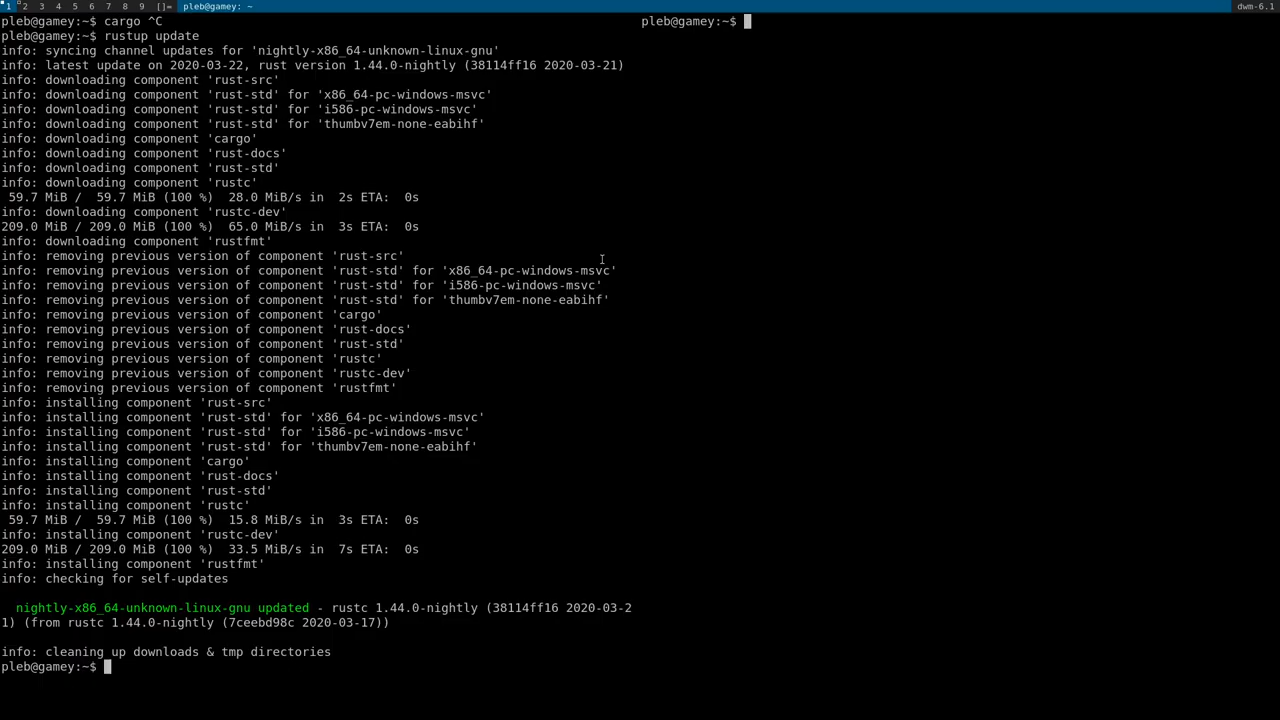 1 2 3 4 5 6 7 8 9 []= pleb@gamey: ~ dwm-6.1
pleb@gamey:~$ cargo ^C
pleb@gamey:~$ rustup update
info: syncing channel updates for 'nightly-x86_64-unknown-linux-gnu'
info: latest update on 2020-03-22, rust version 1.44.0-nightly (38114ff16 2020-03-21)
info: downloading component 'rust-src'
info: downloading component 'rust-std' for 'x86_64-pc-windows-msvc'
info: downloading component 'rust-std' for 'i586-pc-windows-msvc'
info: downloading component 'rust-std' for 'thumbv7em-none-eabihf'
info: downloading component 'cargo'
info: downloading component 'rust-docs'
info: downloading component 'rust-std'
info: downloading component 'rustc'
59.7 MiB /  59.7 MiB (100 %)  28.0 MiB/s in  2s ETA:  0s
info: downloading component 'rustc-dev'
209.0 MiB / 209.0 MiB (100 %)  65.0 MiB/s in  3s ETA:  0s
info: downloading component 'rustfmt'
info: removing previous version of component 'rust-src'
info: removing previous version of component 'rust-std' for 'x86_64-pc-windows-msvc'
info: removing previous version of component 'rust-std' for 'i586-pc-windows-msvc'
info: removing previous version of component 'rust-std' for 'thumbv7em-none-eabihf'
info: removing previous version of component 'cargo'
info: removing previous version of component 'rust-docs'
info: removing previous version of component 'rust-std'
info: removing previous version of component 'rustc'
info: removing previous version of component 'rustc-dev'
info: removing previous version of component 'rustfmt'
info: installing component 'rust-src'
info: installing component 'rust-std' for 'x86_64-pc-windows-msvc'
info: installing component 'rust-std' for 'i586-pc-windows-msvc'
info: installing component 'rust-std' for 'thumbv7em-none-eabihf'
info: installing component 'cargo'
info: installing component 'rust-docs'
info: installing component 'rust-std'
info: installing component 'rustc'
59.7 MiB /  59.7 MiB (100 %)  15.8 MiB/s in  3s ETA:  0s
info: installing component 'rustc-dev'
209.0 MiB / 209.0 MiB (100 %)  33.5 MiB/s in  7s ETA:  0s
info: installing component 'rustfmt'
info: checking for self-updates
nightly-x86_64-unknown-linux-gnu updated - rustc 1.44.0-nightly (38114ff16 2020-03-2
1) (from rustc 1.44.0-nightly (7ceebd98c 2020-03-17))
info: cleaning up downloads & tmp directories
pleb@gamey:~$
pleb@gamey:~$